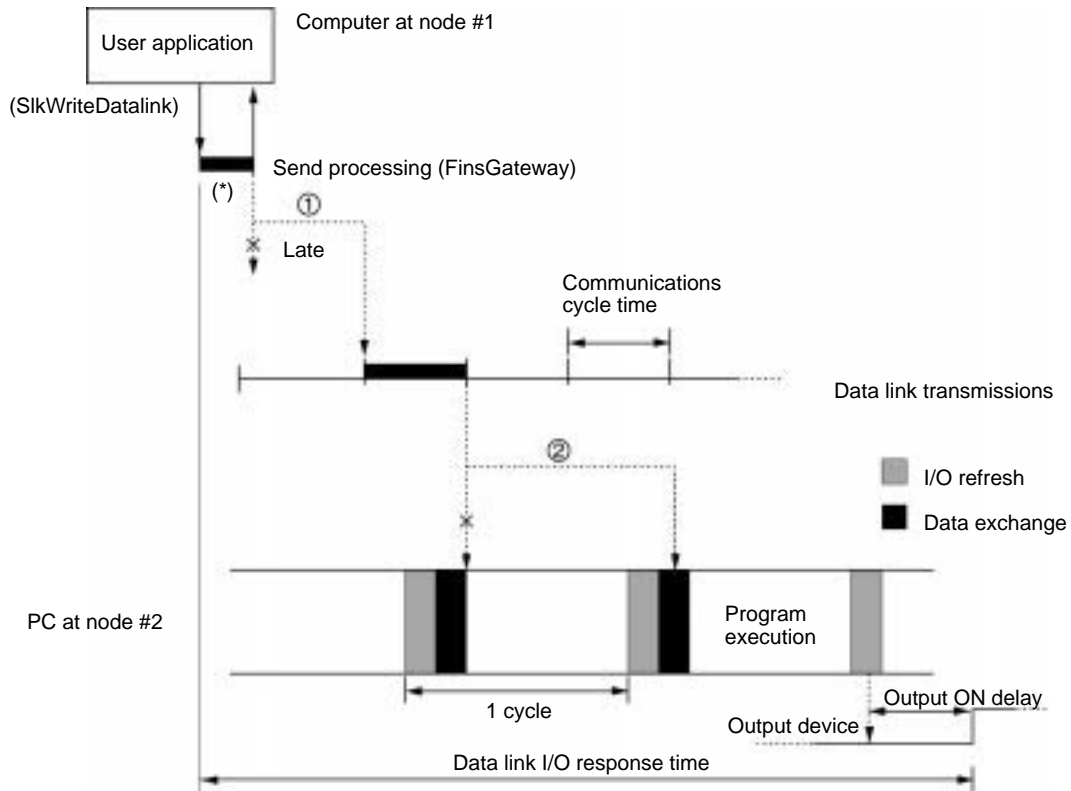 Computer at node #1
User application
(SlkWriteDatalink)
Send processing (FinsGateway)
(*)
①
Late
Communications
cycle time
Data link transmissions
②
I/O refresh
Data exchange
PC at node #2
Program
execution
1 cycle
Output ON delay
Output device
Data link I/O response time